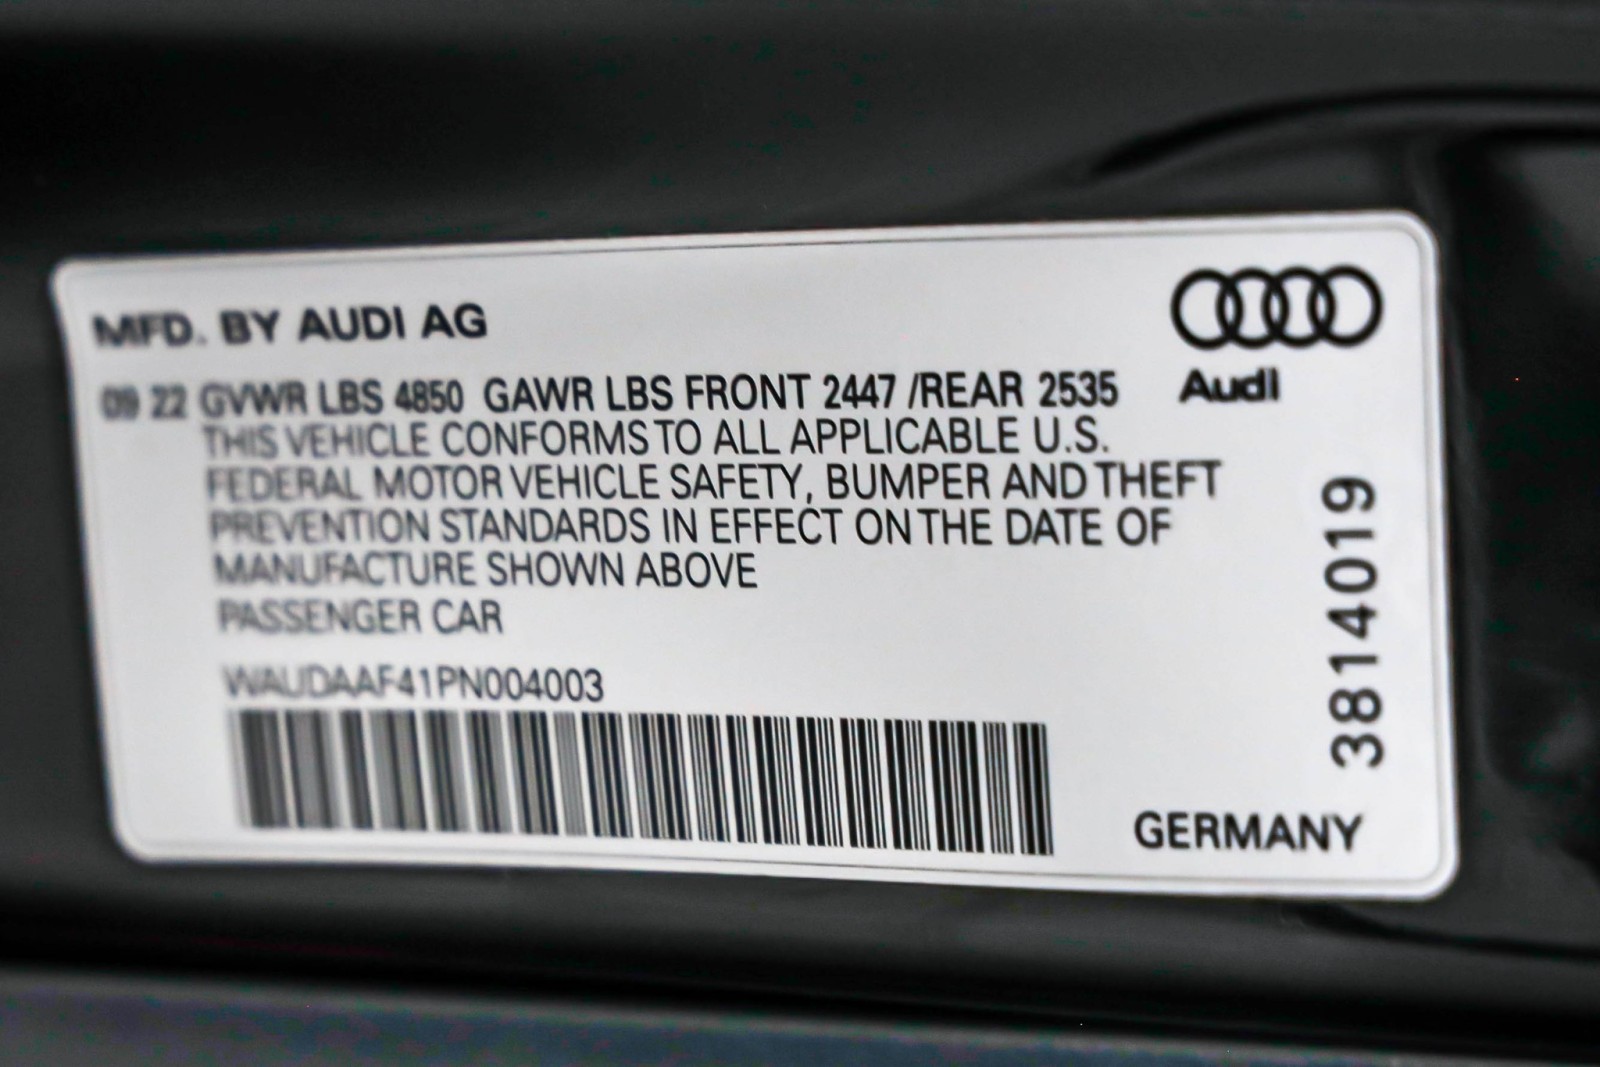 MFD. BY AUDI AG
09 22 GVWR LBS 4850 GAWR LBS FRONT 2447 /REAR 2535
THIS VEHICLE CONFORMS TO ALL APPLICABLE U.S.
FEDERAL MOTOR VEHICLE SAFETY, BUMPER AND THEFT
PREVENTION STANDARDS IN EFFECT ON THE DATE OF
MANUFACTURE SHOWN ABOVE
PASSENGER CAR
WAUDAAF41PN004003
Audi
3814019
GERMANY